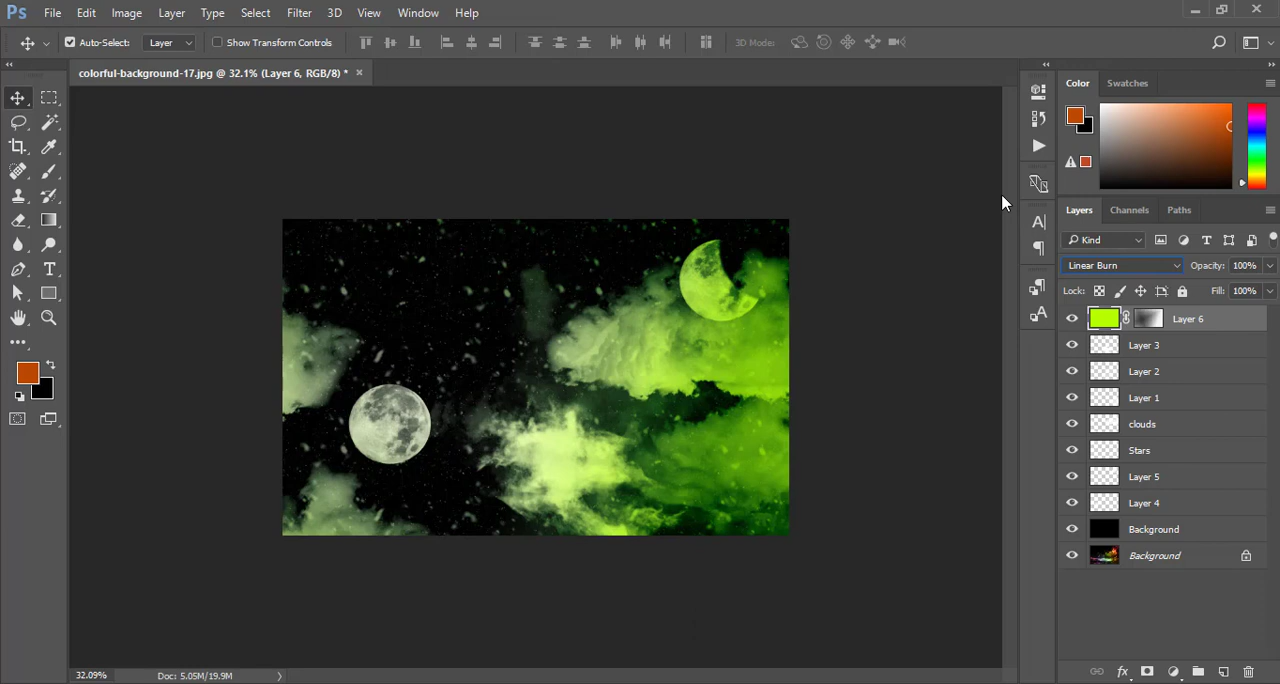 Ps File Edit Image Layer Type Select Filter 3D View Window Help
Auto-Select: Layer Show Transform Controls 3D Mode:
colorful-background-17.jpg @ 32.1% (Layer 6, RGB/8) *
Color Swatches
Layers Channels Paths
Kind
Linear Burn Opacity: 100%
Lock: Fill: 100%
Layer 6
Layer 3
Layer 2
Layer 1
clouds
Stars
Layer 5
Layer 4
Background
Background
32.09% Doc: 5.05M/19.9M